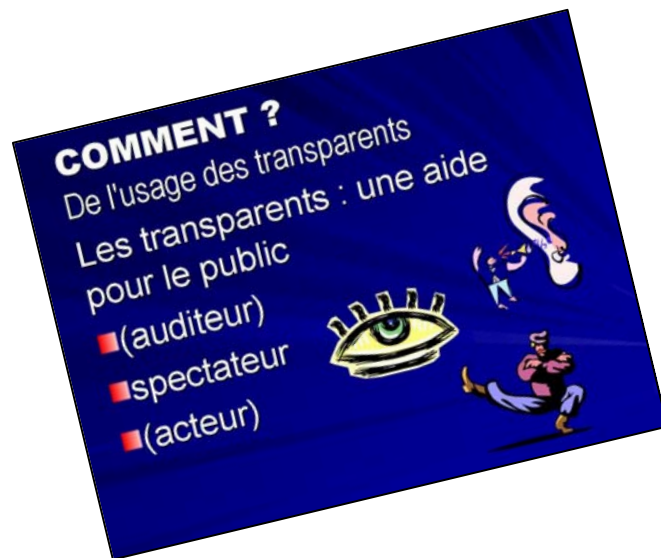 COMMENT ?
De l'usage des transparents
Les transparents : une aide
pour le public
(auditeur)
spectateur
(acteur)